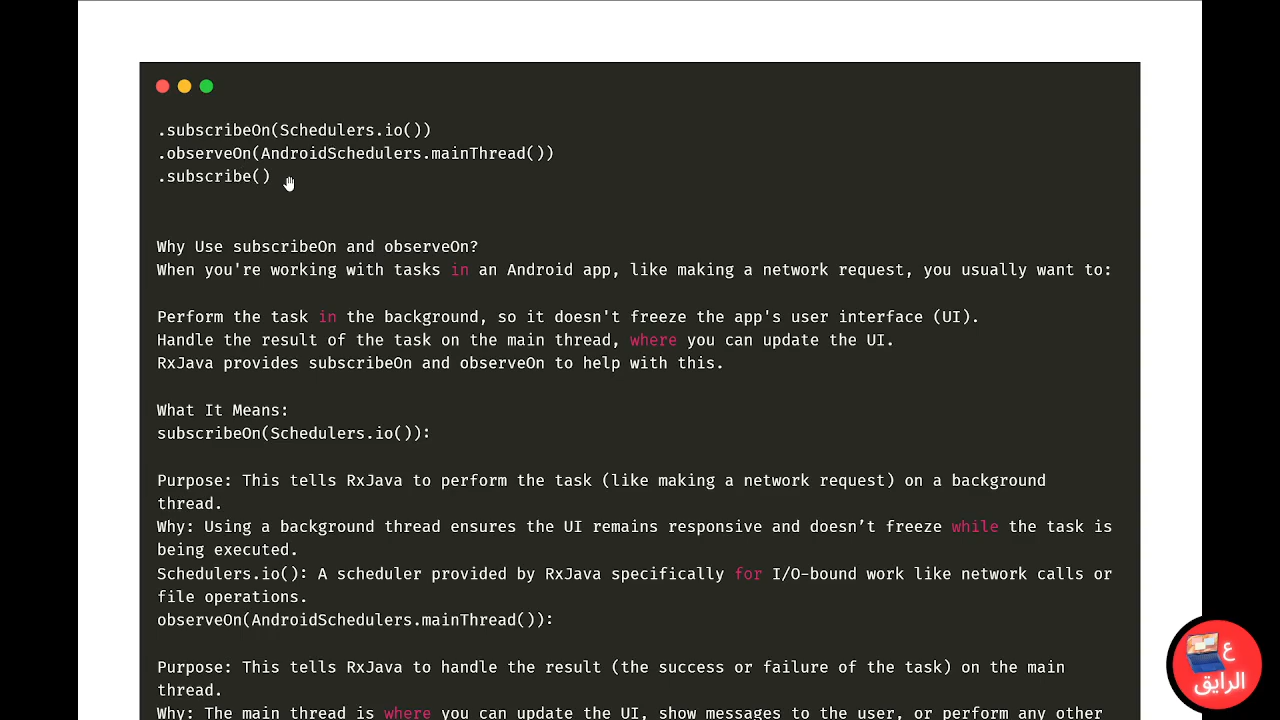 .subscribeOn(Schedulers.io())
.observeOn(AndroidSchedulers.mainThread())
.subscribe()
Why Use subscribeOn and observeOn?
When you're working with tasks in an Android app, like making a network request, you usually want to:
Perform the task in the background, so it doesn't freeze the app's user interface (UI).
Handle the result of the task on the main thread, where you can update the UI.
RxJava provides subscribeOn and observeOn to help with this.
What It Means:
subscribeOn(Schedulers.io()):
Purpose: This tells RxJava to perform the task (like making a network request) on a background
thread.
Why: Using a background thread ensures the UI remains responsive and doesn’t freeze while the task is
being executed.
Schedulers.io(): A scheduler provided by RxJava specifically for I/O-bound work like network calls or
file operations.
observeOn(AndroidSchedulers.mainThread()):
Purpose: This tells RxJava to handle the result (the success or failure of the task) on the main
thread.
Why: The main thread is where you can update the UI, show messages to the user, or perform any other
ع
الرايق